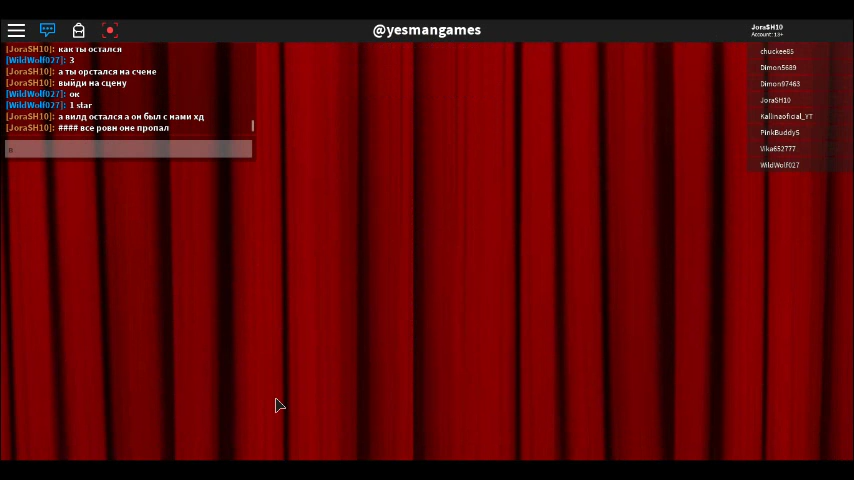 @yesmangames
JoraSH10
Account: 13+
[JoraSH10]: как ты остался
[WildWolf027]: 3
[JoraSH10]: а ты орстался на счене
[JoraSH10]: выйди на сцену
[WildWolf027]: ок
[WildWolf027]: 1 star
[JoraSH10]: а вилд остался а он был с нами хд
[JoraSH10]: #### все ровн оне пропал
в
chuckee85
Dimon5689
Dimon97463
JoraSH10
Kallinaoficial_YT
PinkBuddy5
Vika652777
WildWolf027